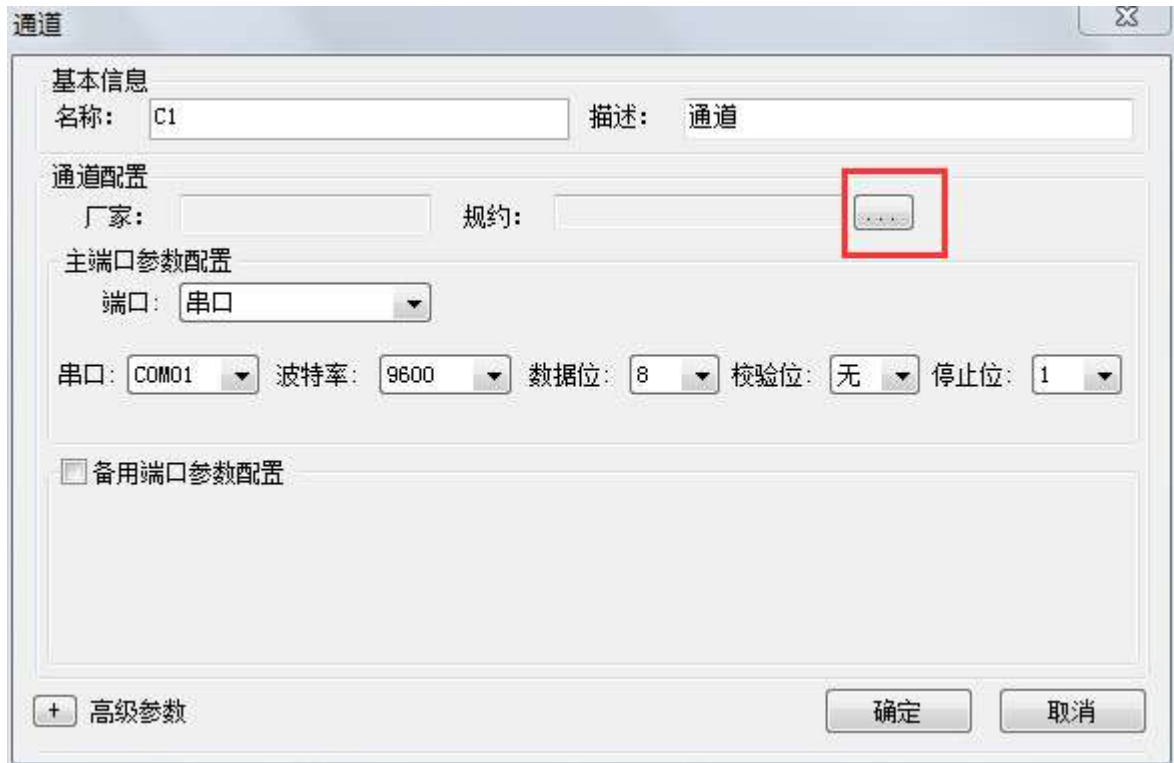 通道
基本信息
名称： C1 描述： 通道
通道配置
厂家： 规约： ....
主端口参数配置
端口： 串口
串口： COM01 波特率： 9600 数据位： 8 校验位： 无 停止位： 1
备用端口参数配置
+ 高级参数 确定 取消